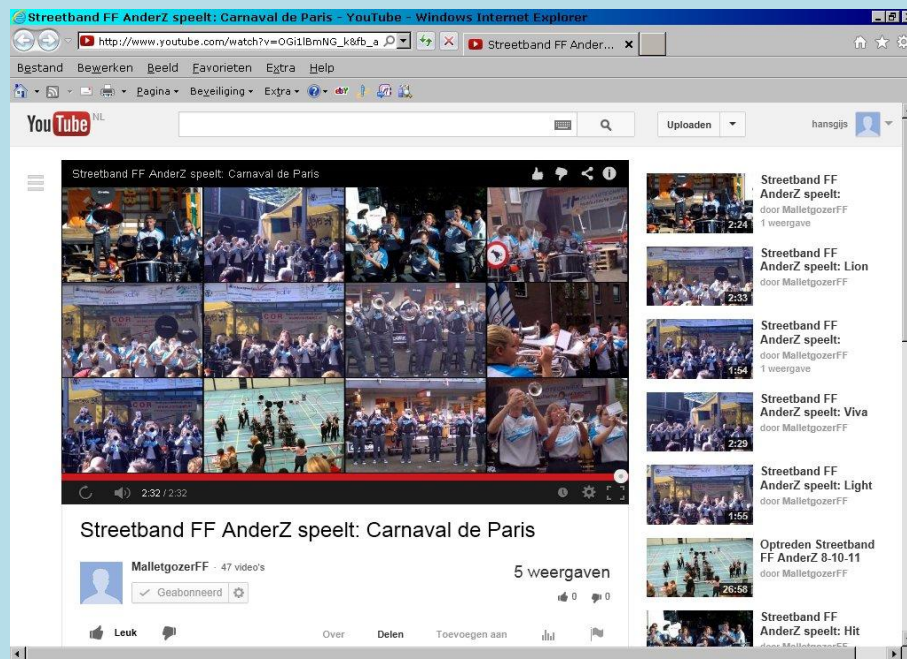 Streetband FF AnderZ speelt: Carnaval de Paris - YouTube - Windows Internet Explorer
http://www.youtube.com/watch?v=OGi1lBmNG_k&fb_a
Streetband FF Ander...
Bestand Bewerken Beeld Favorieten Extra Help
Pagina Beveiliging Extra
YouTube NL
Uploaden
hansgijs
Streetband FF AnderZ speelt: Carnaval de Paris
2:32 / 2:32
Streetband FF AnderZ speelt: Carnaval de Paris
MalletgozerFF · 47 video's
Geabonneerd
5 weergaven
0 0
Leuk
Over Delen Toevoegen aan
Streetband FF
AnderZ speelt:
door MalletgozerFF
1 weergave
2:24
Streetband FF
AnderZ speelt: Lion
door MalletgozerFF
2:33
Streetband FF
AnderZ speelt:
door MalletgozerFF
1 weergave
1:54
Streetband FF
AnderZ speelt: Viva
door MalletgozerFF
2:29
Streetband FF
AnderZ speelt: Light
door MalletgozerFF
1:55
Optreden Streetband
FF AnderZ 8-10-11
door MalletgozerFF
26:58
Streetband FF
AnderZ speelt: Hit
door MalletgozerFF